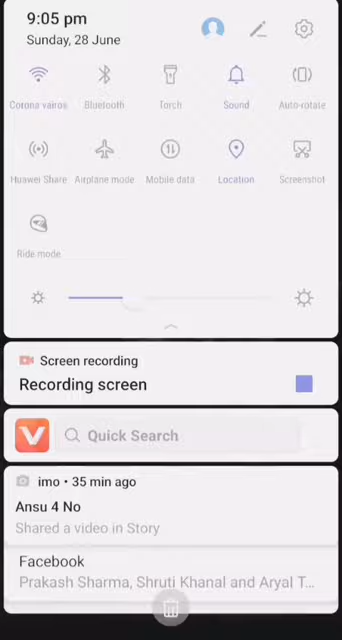 9:05 pm
Sunday, 28 June
Corona vairos
Bluetooth
Torch
Sound
Auto-rotate
Huawei Share
Airplane mode
Mobile data
Location
Screenshot
Ride mode
Screen recording
Recording screen
Quick Search
imo • 35 min ago
Ansu 4 No
Shared a video in Story
Facebook
Prakash Sharma, Shruti Khanal and Aryal T...